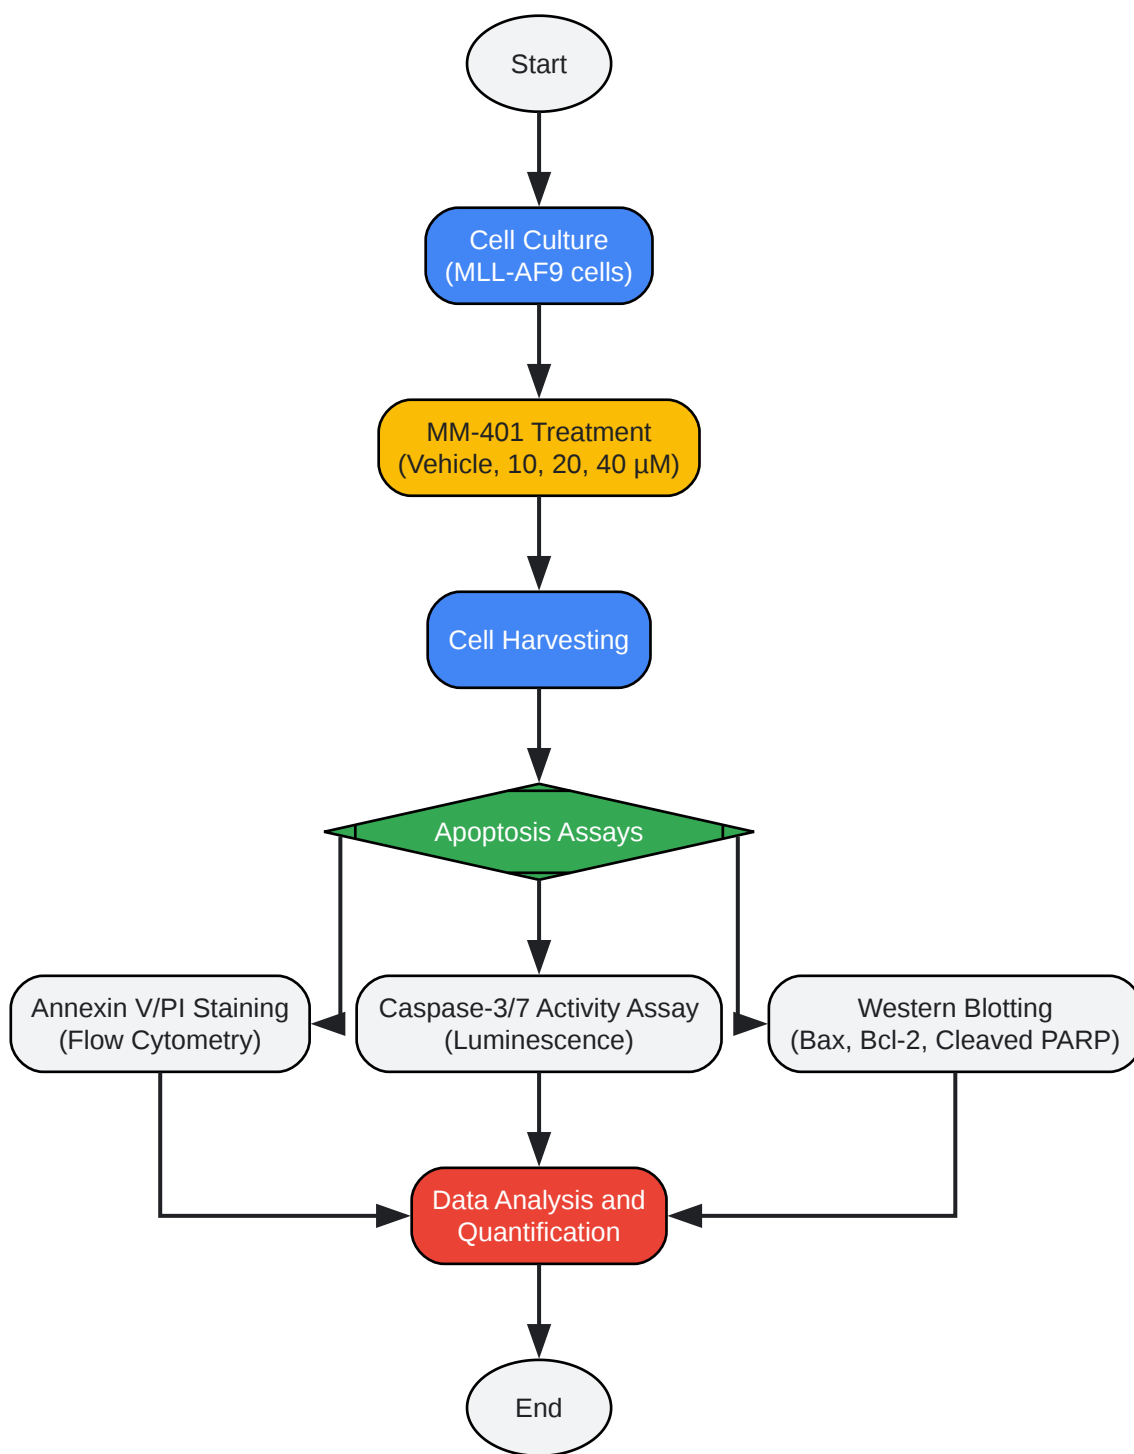 Start
Cell Culture
(MLL-AF9 cells)
MM-401 Treatment
(Vehicle, 10, 20, 40 µM)
Cell Harvesting
Apoptosis Assays
Annexin V/PI Staining
(Flow Cytometry)
Caspase-3/7 Activity Assay
(Luminescence)
Western Blotting
(Bax, Bcl-2, Cleaved PARP)
Data Analysis and
Quantification
End